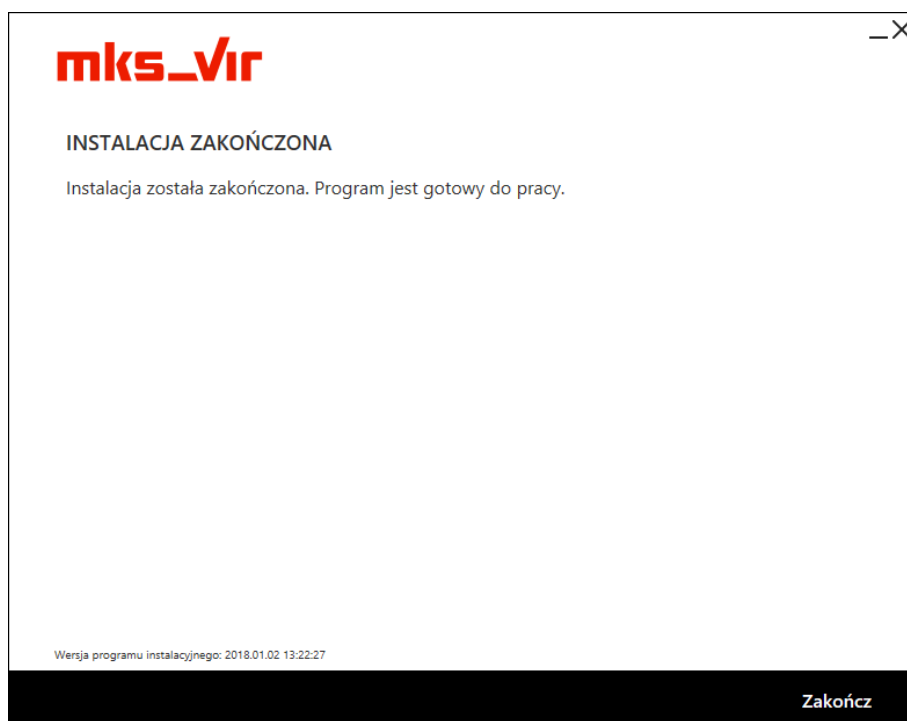 mks_vır
INSTALACJA ZAKOŃCZONA
Instalacja została zakończona. Program jest gotowy do pracy.
Wersja programu instalacyjnego: 2018.01.02 13:22:27
Zakończ